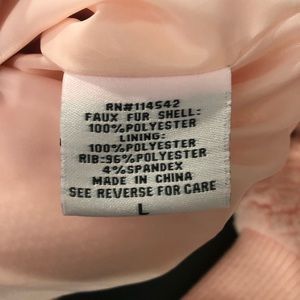 RN#114542
FAUX FUR SHELL:
100%POLYESTER
LINING:
100%POLYESTER
RIB:96%POLYESTER
4%SPANDEX
MADE IN CHINA
SEE REVERSE FOR CARE
L